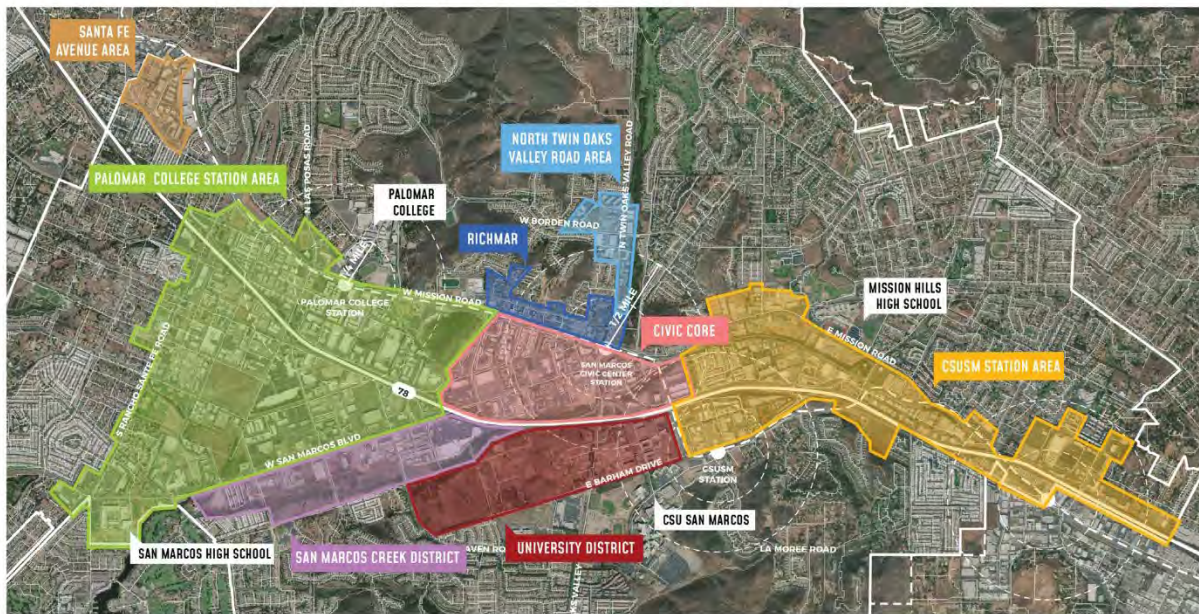 SANTA FE
AVENUE AREA
NORTH TWIN OAKS
VALLEY ROAD AREA
PALOMAR COLLEGE STATION AREA
N LAS POSAS ROAD
PALOMAR
COLLEGE
N TWIN OAKS VALLEY ROAD
W BORDEN ROAD
RICHMAR
1/4 MILE
PALOMAR COLLEGE
STATION
W MISSION ROAD
1/2 MILE
MISSION HILLS
HIGH SCHOOL
CIVIC CORE
E MISSION ROAD
S RANCHO SANTA FE ROAD
SAN MARCOS
CIVIC CENTER
STATION
CSUSM STATION AREA
78
W SAN MARCOS BLVD
E BARHAM DRIVE
CSUSM
STATION
CSU SAN MARCOS
SAN MARCOS HIGH SCHOOL
SAN MARCOS CREEK DISTRICT
UNIVERSITY DISTRICT
LA MOREE ROAD